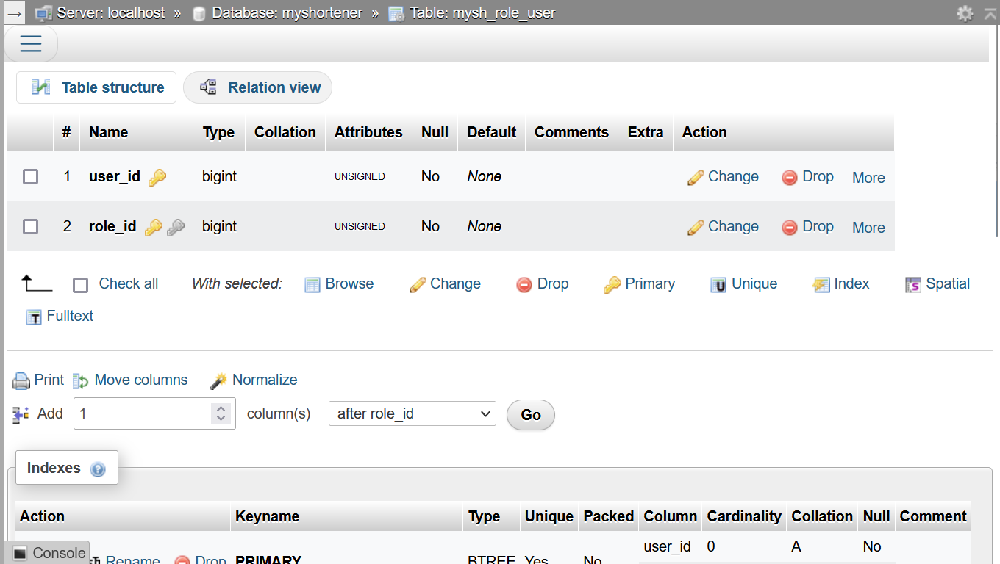 → Server: localhost » Database: myshortener » Table: mysh_role_user
Table structure Relation view
# Name Type Collation Attributes Null Default Comments Extra Action
1 user_id bigint UNSIGNED No None Change Drop More
2 role_id bigint UNSIGNED No None Change Drop More
Check all With selected: Browse Change Drop Primary Unique Index Spatial
Fulltext
Print Move columns Normalize
Add 1 column(s) after role_id Go
Indexes
Action Keyname Type Unique Packed Column Cardinality Collation Null Comment
user_id 0 A No
Console Rename Drop PRIMARY BTREE Yes No